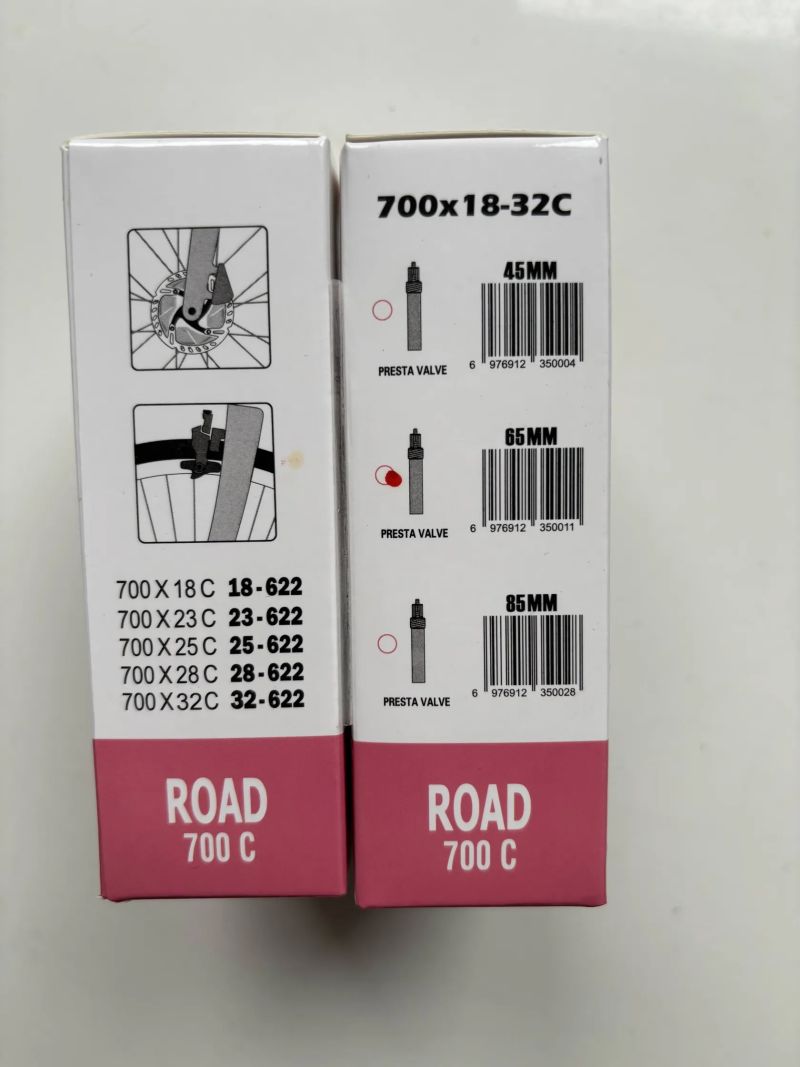 700 X 18 C 18-622
700 X 23 C 23-622
700 X 25 C 25-622
700 X 28 C 28-622
700 X 32 C 32-622
ROAD
700 C
700x18-32C
45MM
PRESTA VALVE
6 976912 350004
65MM
PRESTA VALVE
6 976912 350011
85MM
PRESTA VALVE
6 976912 350028
ROAD
700 C